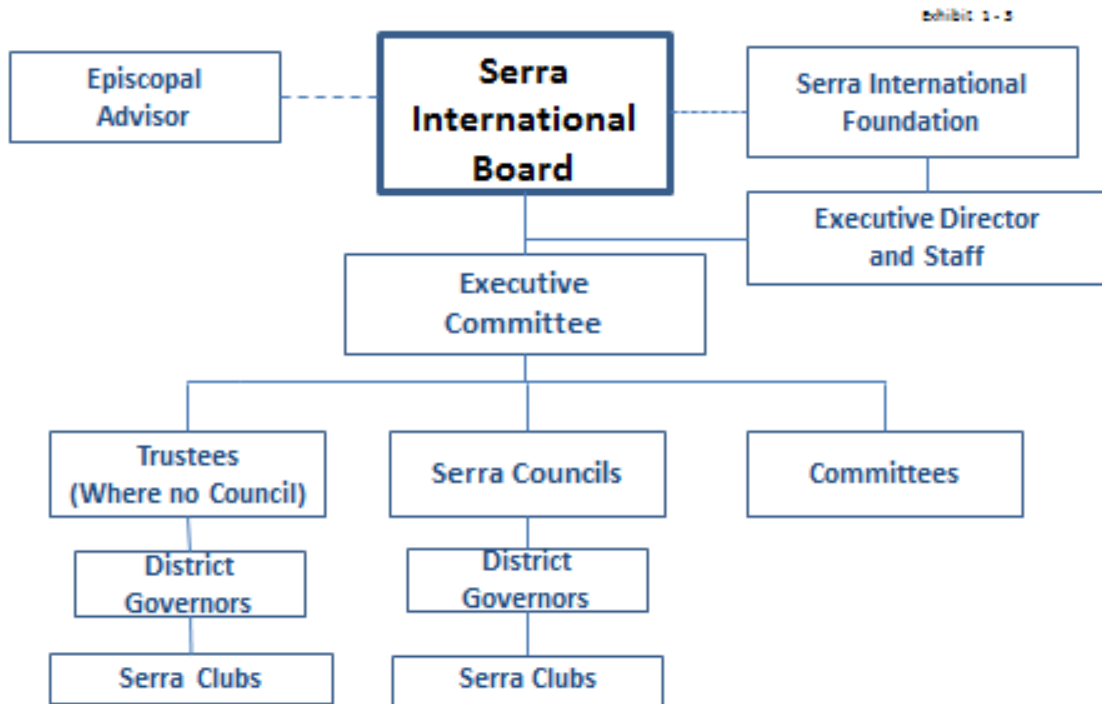 Exhibit 1 - 3
Episcopal
Advisor
Serra
International
Board
Serra International
Foundation
Executive Director
and Staff
Executive
Committee
Trustees
(Where no Council)
Serra Councils
Committees
District
Governors
District
Governors
Serra Clubs
Serra Clubs